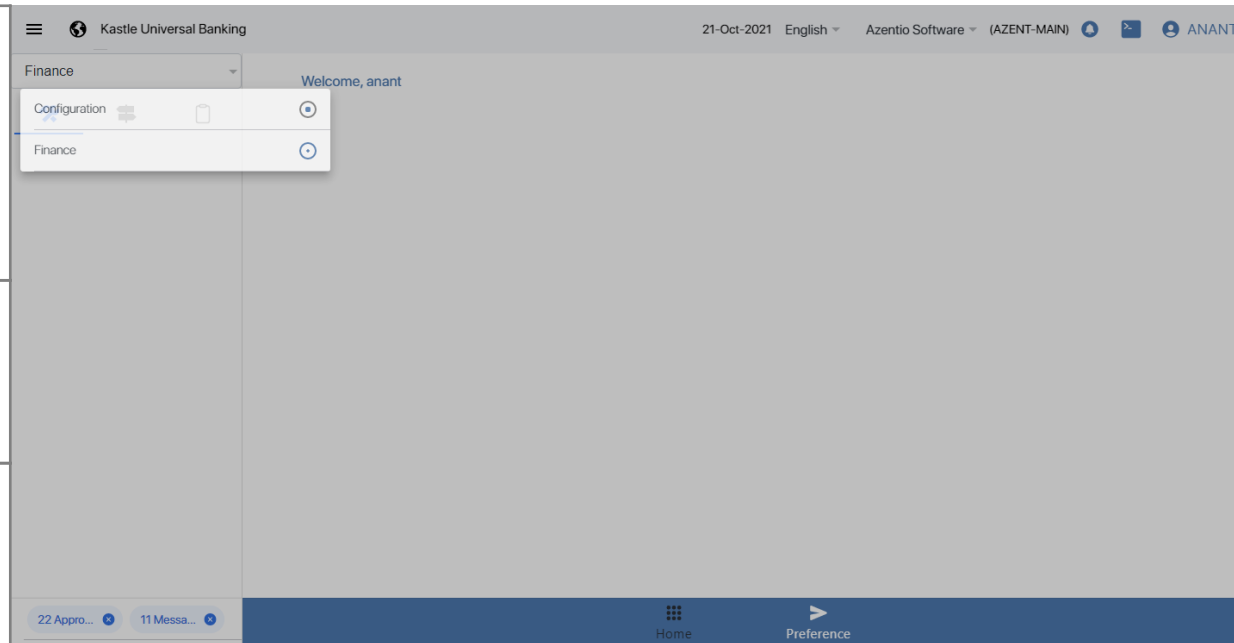 Kastle Universal Banking 21-Oct-2021 English Azentio Software (AZENT-MAIN) ANANT
Finance
Welcome, anant
Configuration
Finance
22 Appro... 11 Messa...
Home Preference